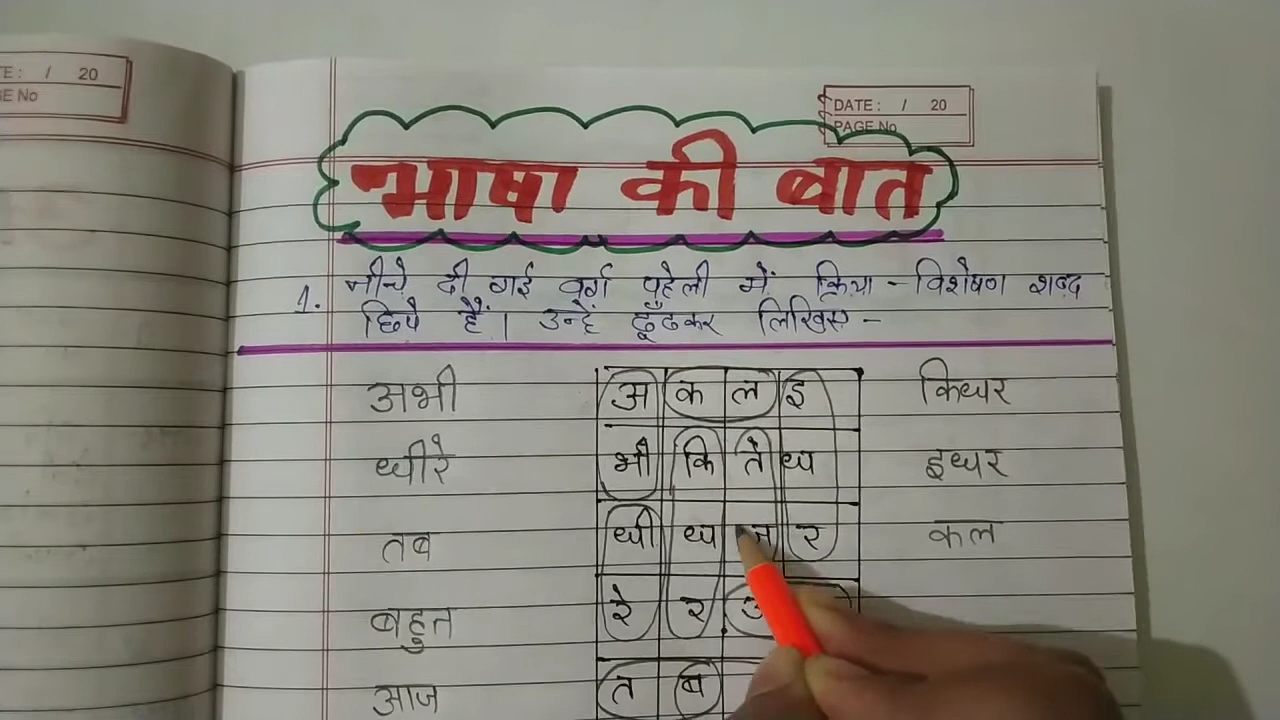 TE: / 20
GE No
DATE : / 20
PAGE No
भाषा की बात
1. नीचे दी गई वर्ग पहेली में क्रिया-विशेषण शब्द
छिपे हैं। उन्हें ढूँढकर लिखिए -
अभी अ क ल इ किधर
धीरे भी कि ते ध इधर
तब धी ध ज र कल
बहुत रे र
आज त ब